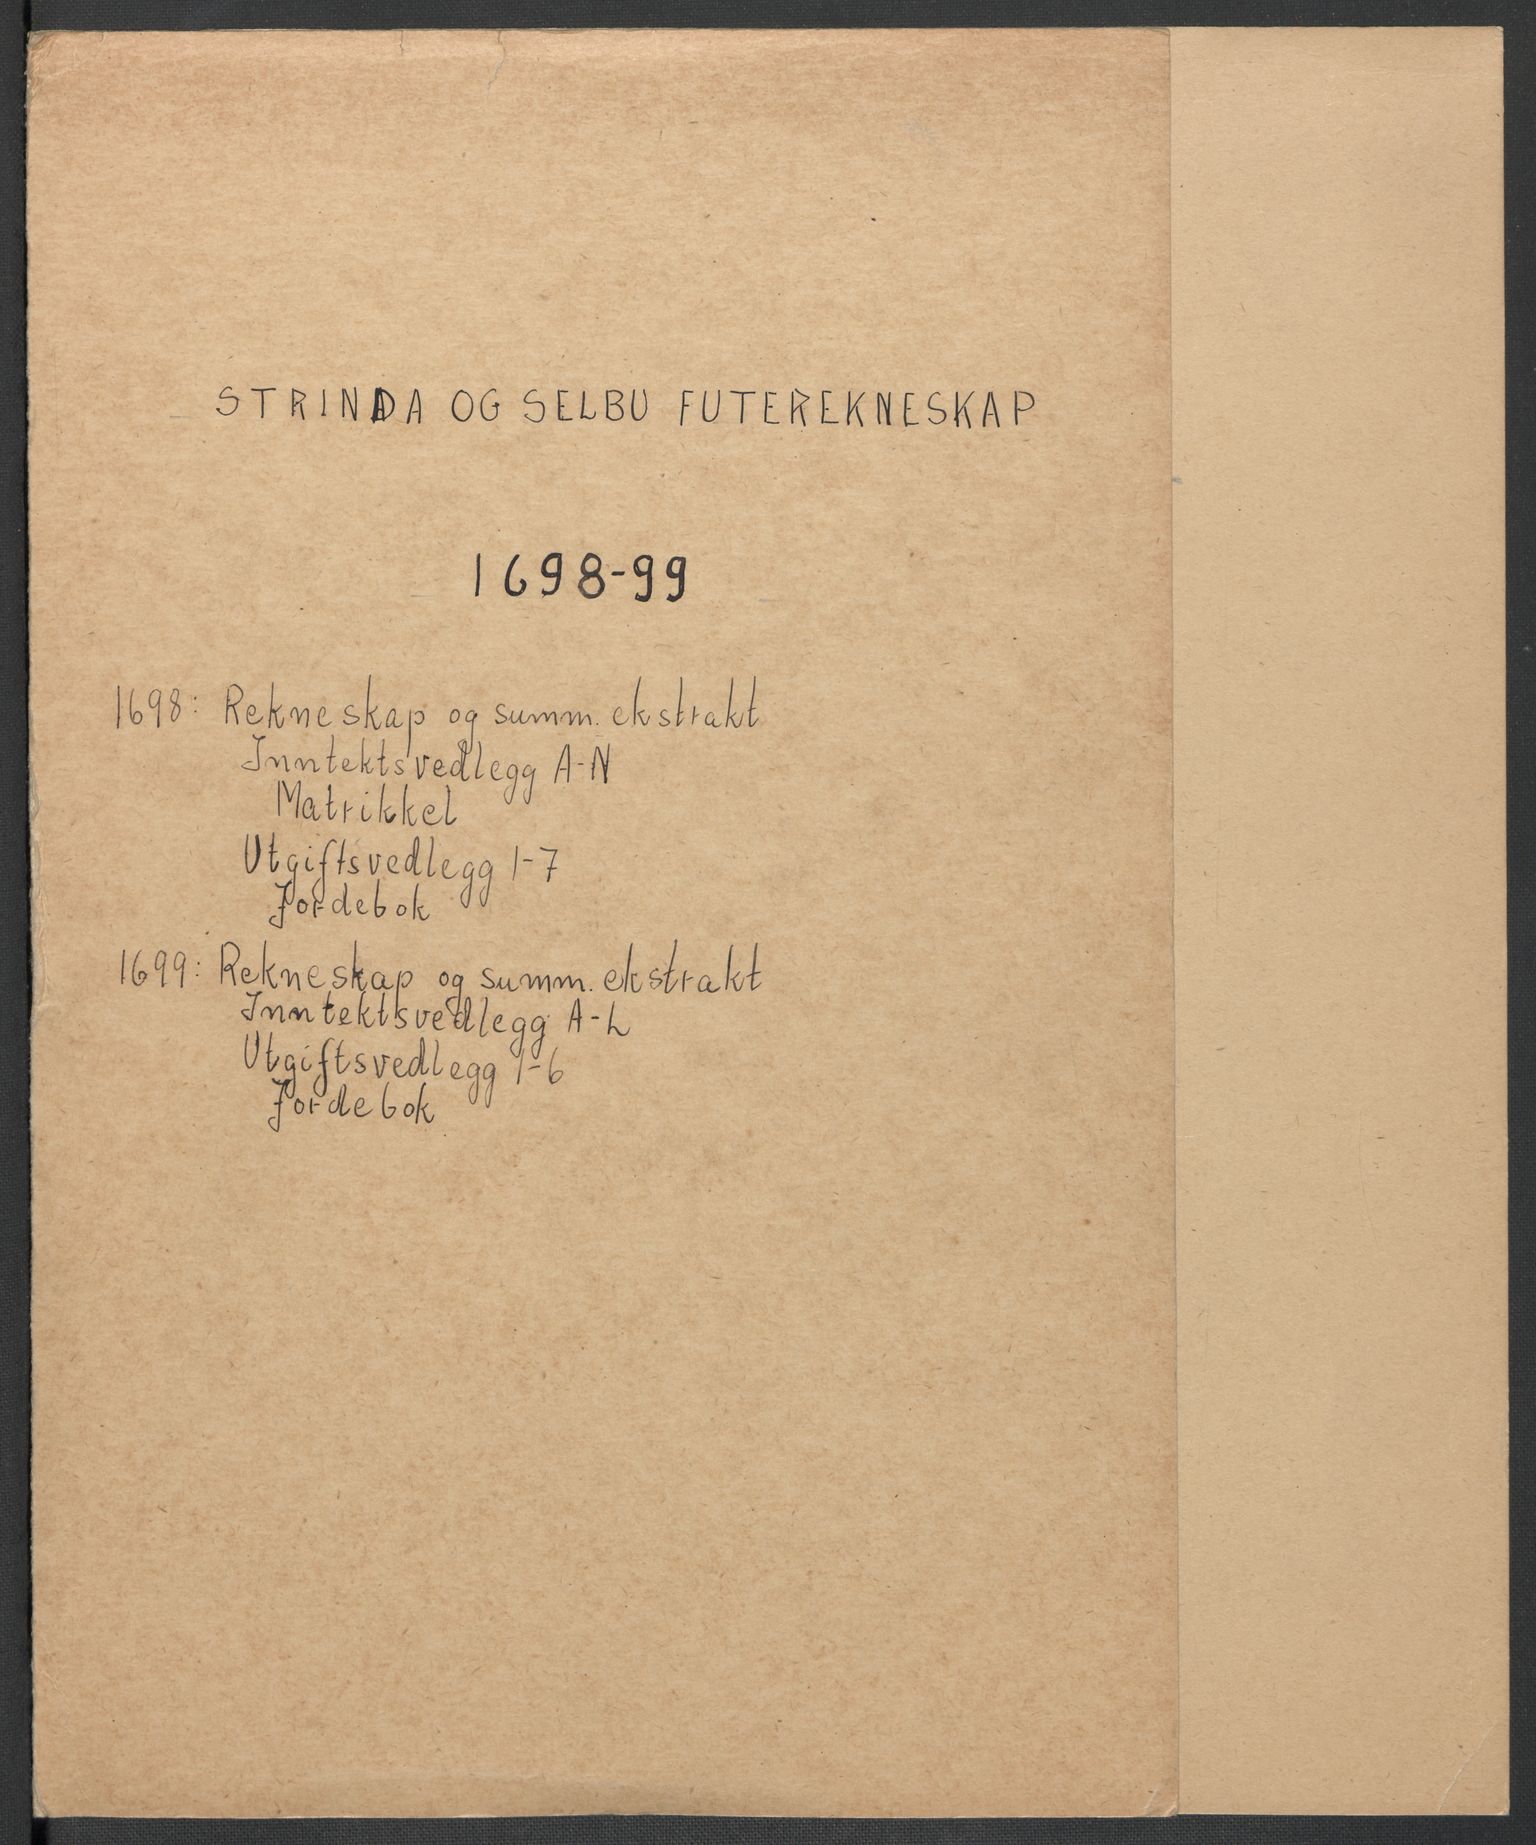 STRINDA OG SELBU FUTEREKNESKAP
1698-99
1698: Rekneskap og summ. ekstrakt
Inntektsvedlegg A-N
Matrikkel
Utgiftsvedlegg 1-7
Jordebok
1699: Rekneskap og summ. ekstrakt
Inntektsvedlegg A-L
Utgiftsvedlegg 1-6
Jordebok